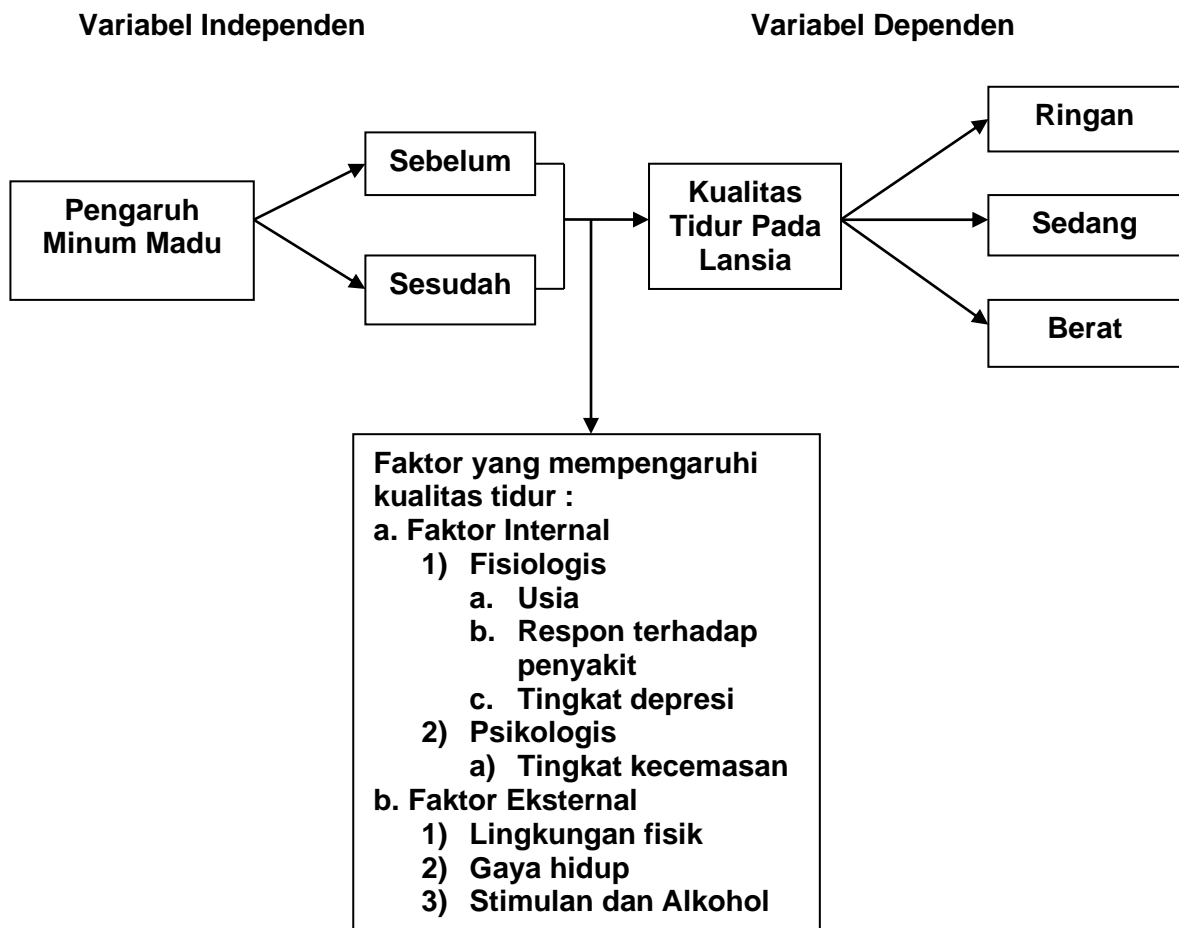 Variabel Independen
Variabel Dependen
Pengaruh
Minum Madu
Sebelum
Sesudah
Kualitas
Tidur Pada
Lansia
Ringan
Sedang
Berat
Faktor yang mempengaruhi
kualitas tidur :
a. Faktor Internal
1) Fisiologis
a. Usia
b. Respon terhadap
penyakit
c. Tingkat depresi
2) Psikologis
a) Tingkat kecemasan
b. Faktor Eksternal
1) Lingkungan fisik
2) Gaya hidup
3) Stimulan dan Alkohol